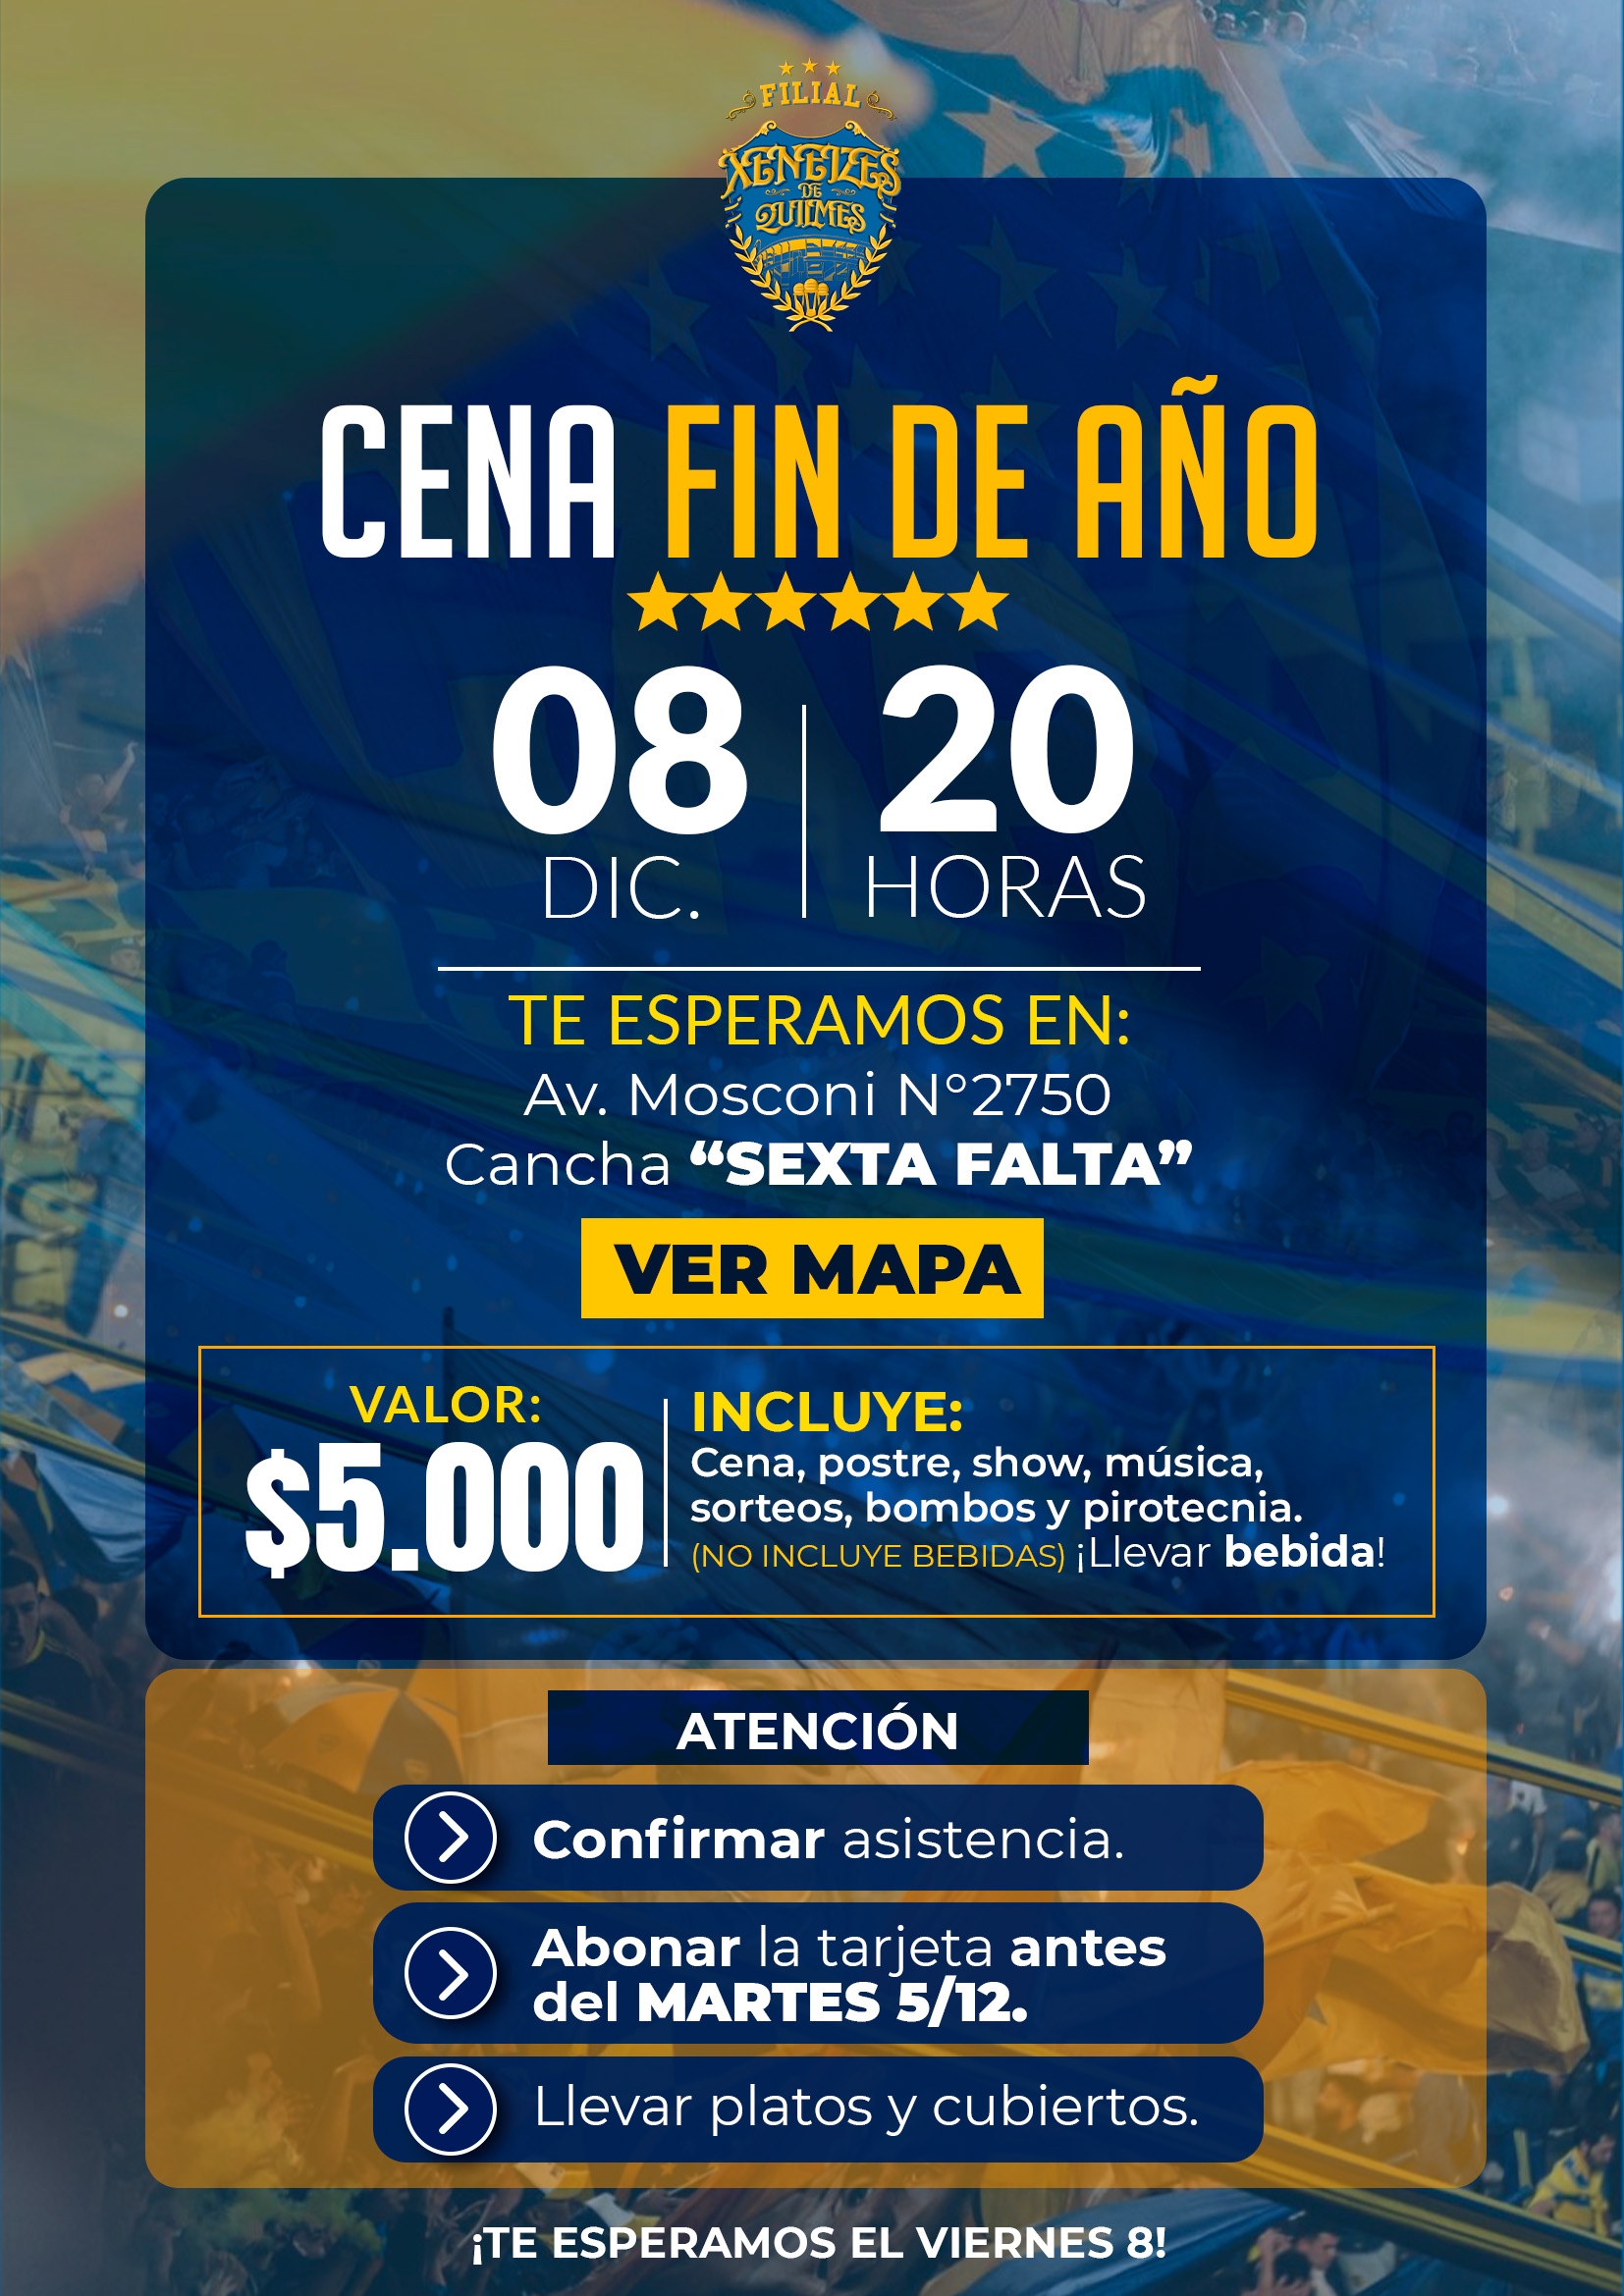 FILIAL
XENEIZES
DE
QUILMES
CENA FIN DE AÑO
08 20
DIC. HORAS
TE ESPERAMOS EN:
Av. Mosconi N°2750
Cancha “SEXTA FALTA”
VER MAPA
VALOR:
$5.000
INCLUYE:
Cena, postre, show, música,
sorteos, bombos y pirotecnia.
(NO INCLUYE BEBIDAS) ¡Llevar bebida!
ATENCIÓN
Confirmar asistencia.
Abonar la tarjeta antes
del MARTES 5/12.
Llevar platos y cubiertos.
¡TE ESPERAMOS EL VIERNES 8!